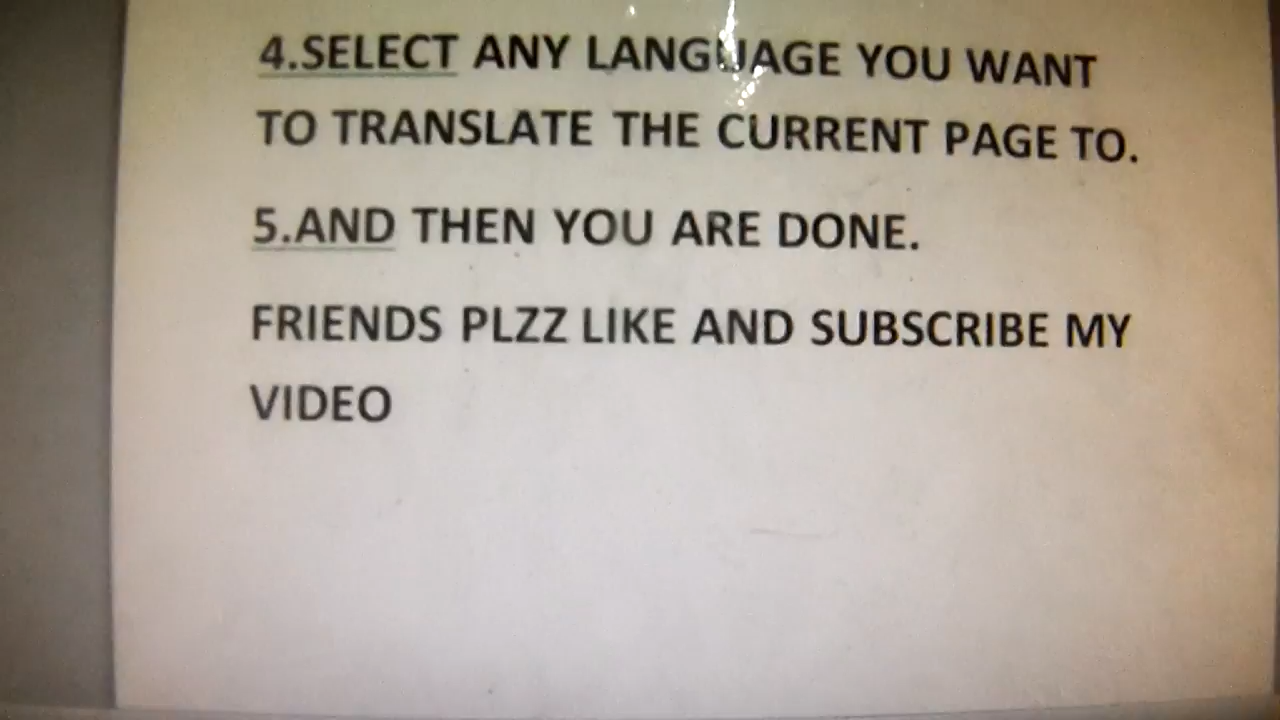 4.SELECT ANY LANGUAGE YOU WANT
TO TRANSLATE THE CURRENT PAGE TO.
5.AND THEN YOU ARE DONE.
FRIENDS PLZZ LIKE AND SUBSCRIBE MY
VIDEO